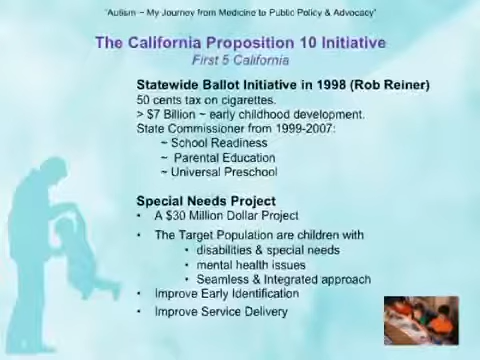 "Autism ~ My Journey from Medicine to Public Policy & Advocacy"
The California Proposition 10 Initiative
First 5 California
Statewide Ballot Initiative in 1998 (Rob Reiner)
50 cents tax on cigarettes.
> $7 Billion ~ early childhood development.
State Commissioner from 1999-2007:
~ School Readiness
~ Parental Education
~ Universal Preschool
Special Needs Project
• A $30 Million Dollar Project
• The Target Population are children with
• disabilities & special needs
• mental health issues
• Seamless & Integrated approach
• Improve Early Identification
• Improve Service Delivery